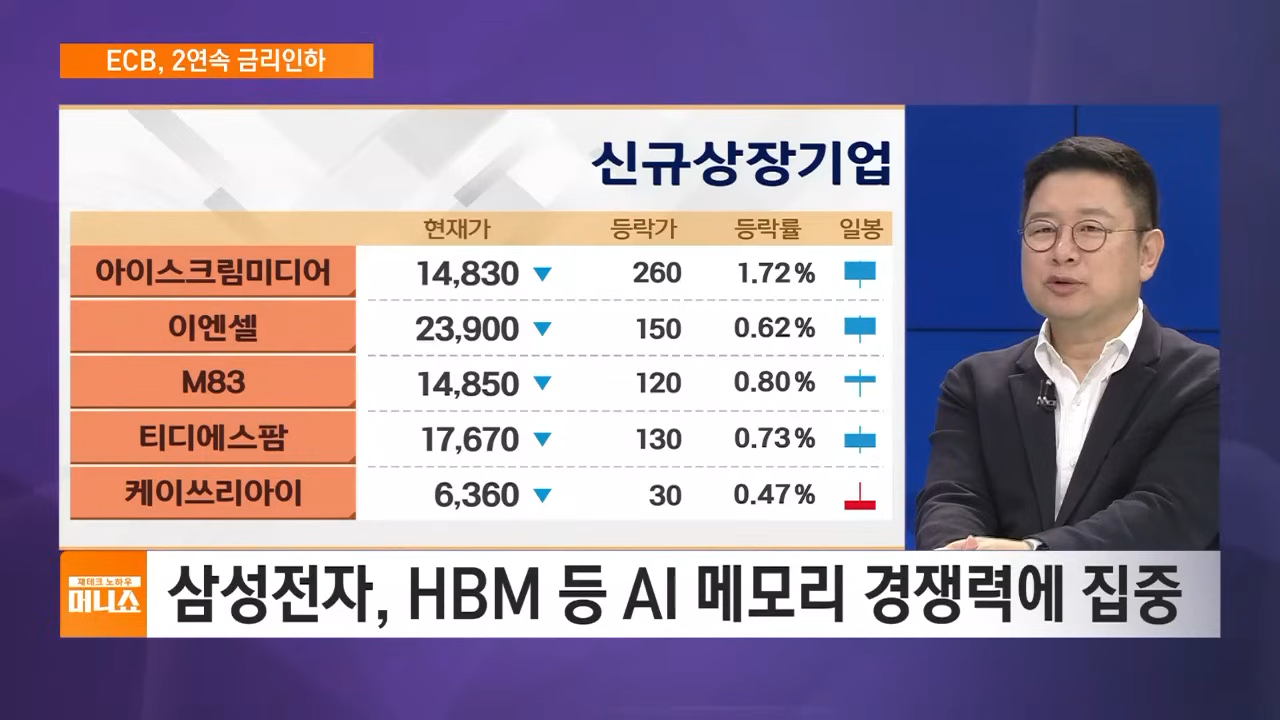 ECB, 2연속 금리인하
신규상장기업
현재가 등락가 등락률 일봉
아이스크림미디어 14,830 ▼ 260 1.72%
이엔셀 23,900 ▼ 150 0.62%
M83 14,850 ▼ 120 0.80%
티디에스팜 17,670 ▼ 130 0.73%
케이쓰리아이 6,360 ▼ 30 0.47%
재테크 노하우
머니쇼
삼성전자, HBM 등 AI 메모리 경쟁력에 집중